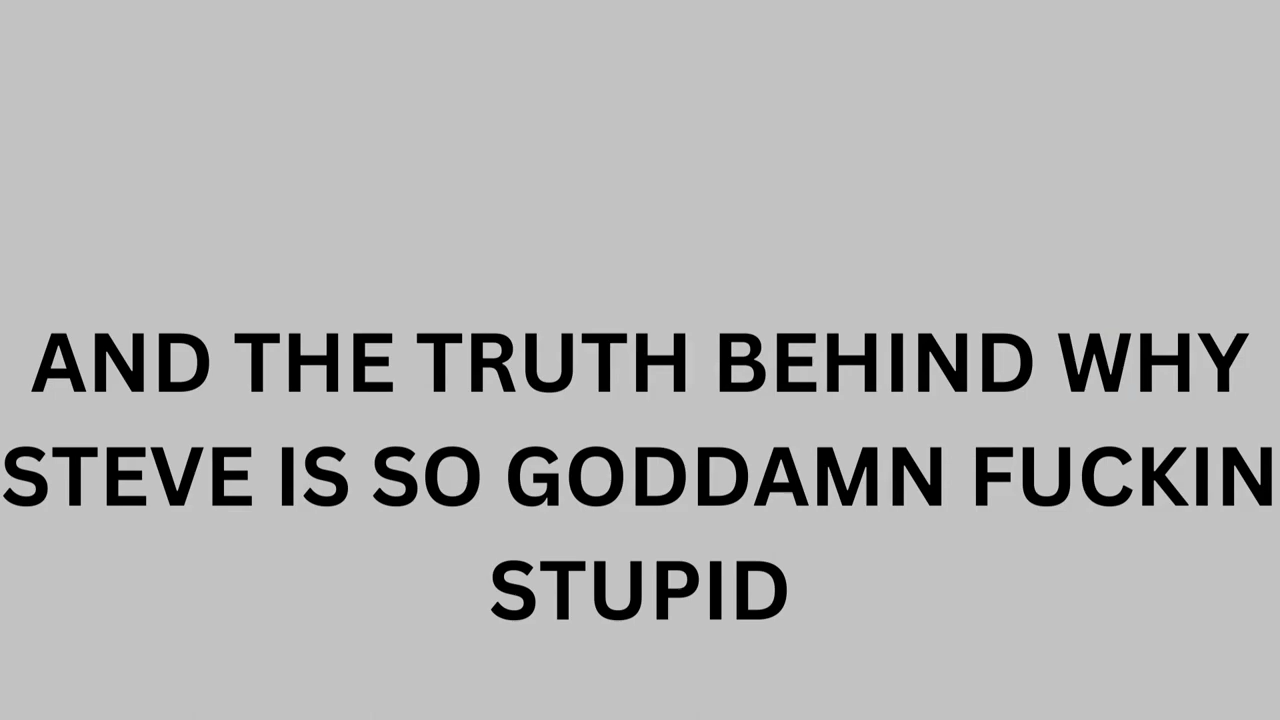 AND THE TRUTH BEHIND WHY
STEVE IS SO GODDAMN FUCKIN
STUPID